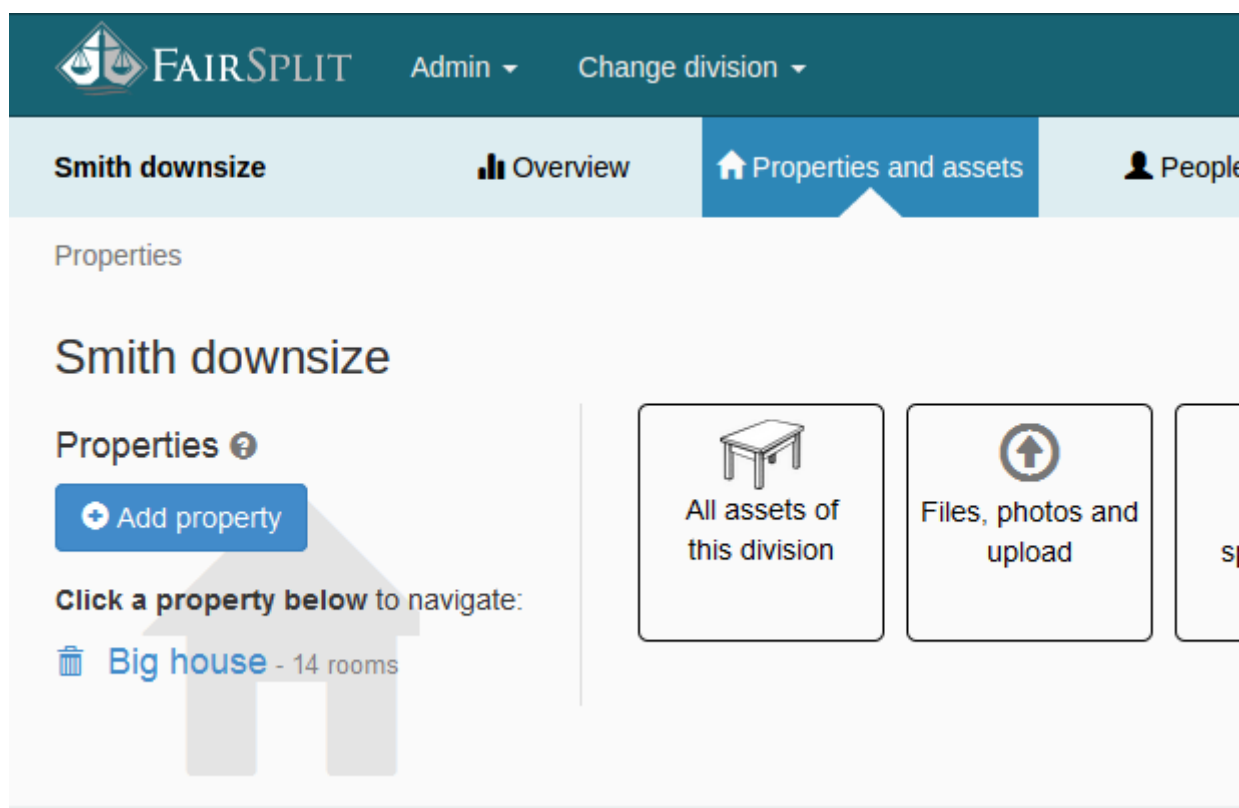 FAIRSPLIT Admin Change division
Smith downsize Overview Properties and assets People
Properties
Smith downsize
Properties
Add property
Click a property below to navigate:
Big house - 14 rooms
All assets of
this division
Files, photos and
upload